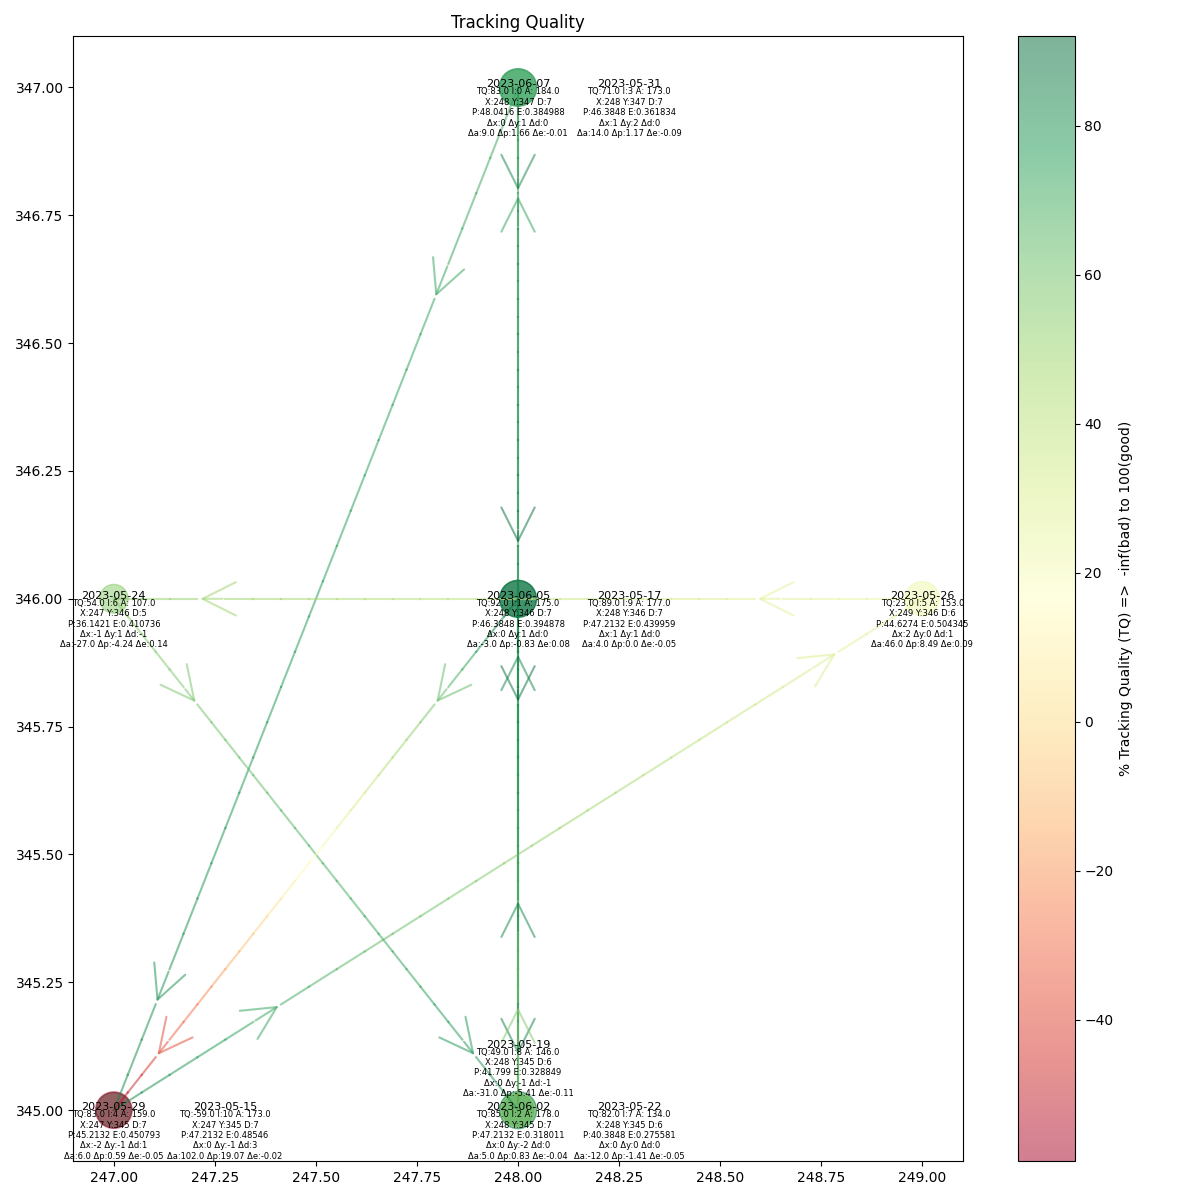 Tracking Quality
347.00
346.75
346.50
346.25
346.00
345.75
345.50
345.25
345.00
2023-06-07
TQ:83.0 I:0 A: 184.0
X:248 Y:347 D:7
P:48.0416 E:0.384988
Δx:0 Δy:1 Δd:0
Δa:9.0 Δp:1.66 Δe:-0.01
2023-05-31
TQ:71.0 I:3 A: 173.0
X:248 Y:347 D:7
P:46.3848 E:0.361834
Δx:1 Δy:2 Δd:0
Δa:14.0 Δp:1.17 Δe:-0.09
2023-05-24
TQ:54.0 I:6 A: 107.0
X:247 Y:346 D:5
P:36.1421 E:0.410736
Δx:-1 Δy:1 Δd:-1
Δa:-27.0 Δp:-4.24 Δe:0.14
2023-06-05
TQ:92.0 I:1 A: 175.0
X:248 Y:346 D:7
P:46.3848 E:0.394878
Δx:0 Δy:1 Δd:0
Δa:-3.0 Δp:-0.83 Δe:0.08
2023-05-17
TQ:89.0 I:9 A: 177.0
X:248 Y:346 D:7
P:47.2132 E:0.439959
Δx:1 Δy:1 Δd:0
Δa:4.0 Δp:0.0 Δe:-0.05
2023-05-26
TQ:23.0 I:5 A: 153.0
X:249 Y:346 D:6
P:44.6274 E:0.504345
Δx:2 Δy:0 Δd:1
Δa:46.0 Δp:8.49 Δe:0.09
2023-05-19
TQ:49.0 I:8 A: 146.0
X:248 Y:345 D:6
P:41.799 E:0.328849
Δx:0 Δy:-1 Δd:-1
Δa:-31.0 Δp:-5.41 Δe:-0.11
2023-05-29
TQ:83.0 I:4 A: 159.0
X:247 Y:345 D:7
P:45.2132 E:0.450793
Δx:-2 Δy:-1 Δd:1
Δa:6.0 Δp:0.59 Δe:-0.05
2023-05-15
TQ:-59.0 I:10 A: 173.0
X:247 Y:345 D:7
P:47.2132 E:0.48546
Δx:0 Δy:-1 Δd:3
Δa:102.0 Δp:19.07 Δe:-0.02
2023-06-02
TQ:85.0 I:2 A: 178.0
X:248 Y:345 D:7
P:47.2132 E:0.318011
Δx:0 Δy:-2 Δd:0
Δa:5.0 Δp:0.83 Δe:-0.04
2023-05-22
TQ:82.0 I:7 A: 134.0
X:248 Y:345 D:6
P:40.3848 E:0.275581
Δx:0 Δy:0 Δd:0
Δa:-12.0 Δp:-1.41 Δe:-0.05
247.00
247.25
247.50
247.75
248.00
248.25
248.50
248.75
249.00
80
60
40
20
0
−20
−40
% Tracking Quality (TQ) => -inf(bad) to 100(good)